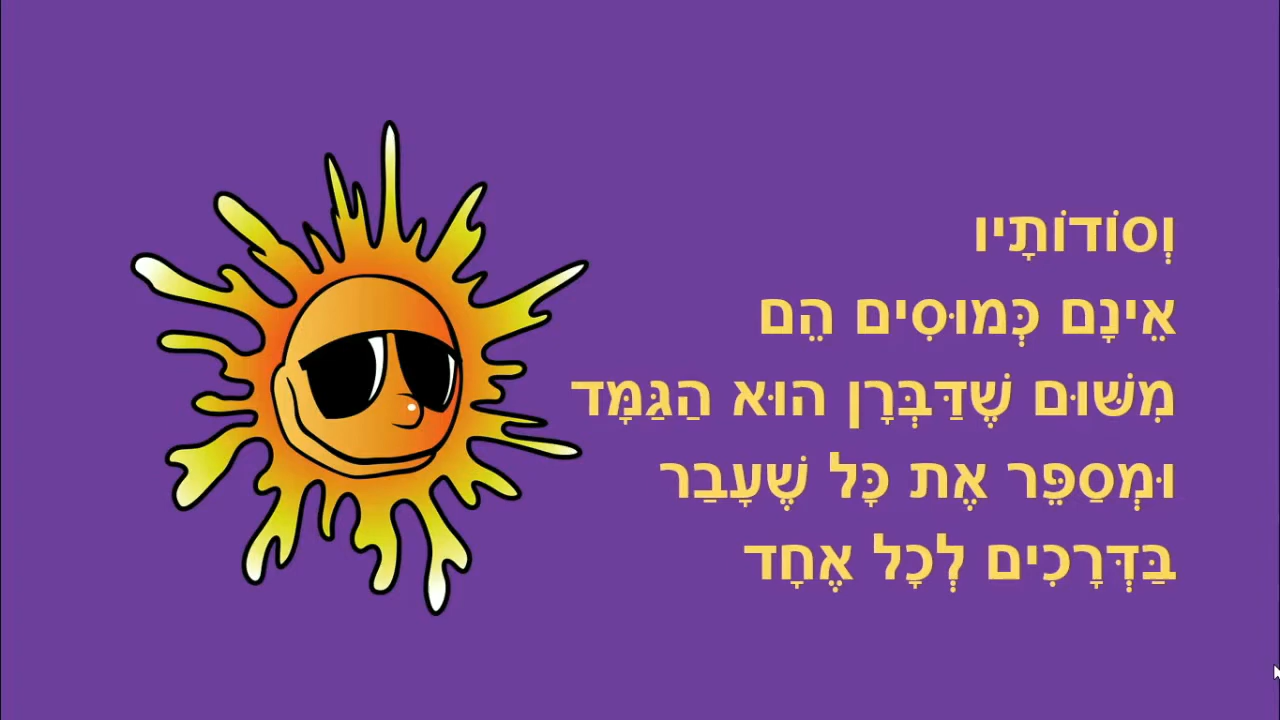 וְסוֹדוֹתָיו
אֵינָם כְּמוּסִים הֵם
מִשּׁוּם שֶׁדַּבְּרָן הוּא הַגַּמָּד
וּמְסַפֵּר אֶת כָּל שֶׁעָבַר
בַּדְּרָכִים לְכָל אֶחָד